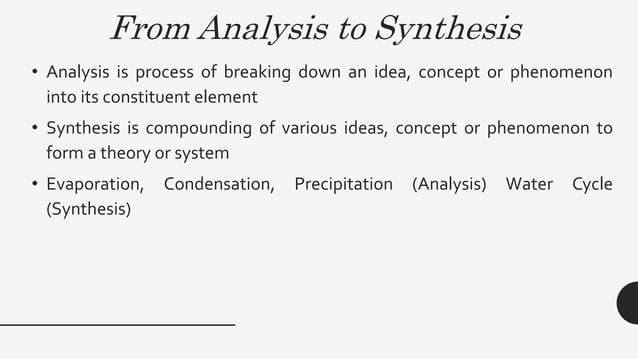 From Analysis to Synthesis
• Analysis is process of breaking down an idea, concept or phenomenon
into its constituent element
• Synthesis is compounding of various ideas, concept or phenomenon to
form a theory or system
• Evaporation, Condensation, Precipitation (Analysis) Water Cycle
(Synthesis)